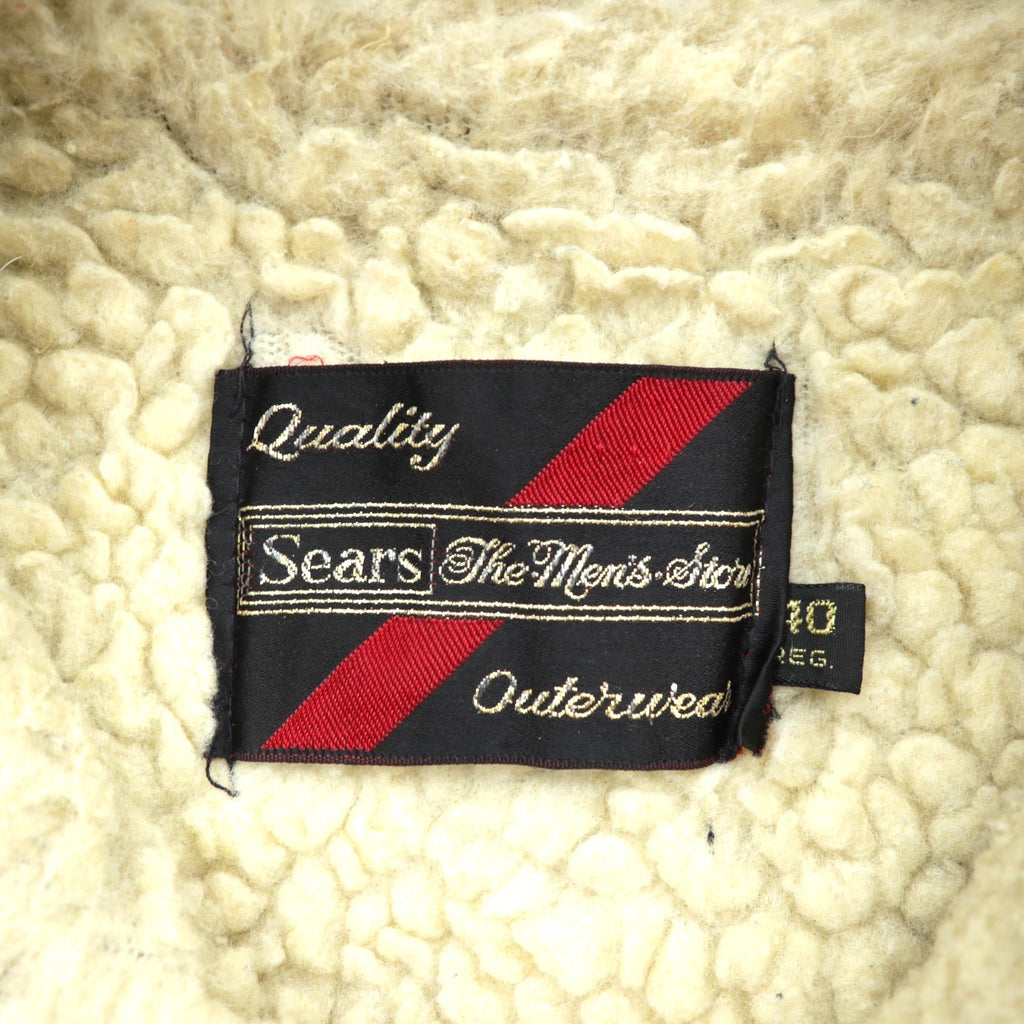 Quality
Sears The·Men's·Store
Outerwear
40
REG.